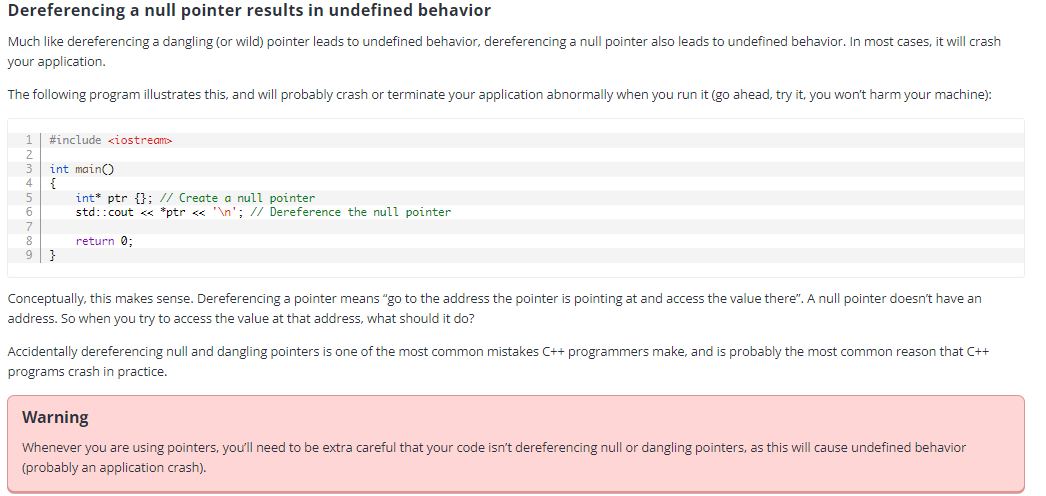 Dereferencing a null pointer results in undefined behavior
Much like dereferencing a dangling (or wild) pointer leads to undefined behavior, dereferencing a null pointer also leads to undefined behavior. In most cases, it will crash
your application.
The following program illustrates this, and will probably crash or terminate your application abnormally when you run it (go ahead, try it, you won't harm your machine):
1 #include <iostream>
2
3 int main()
4 {
5     int* ptr {}; // Create a null pointer
6     std::cout << *ptr << '\n'; // Dereference the null pointer
7
8     return 0;
9 }
Conceptually, this makes sense. Dereferencing a pointer means “go to the address the pointer is pointing at and access the value there”. A null pointer doesn't have an
address. So when you try to access the value at that address, what should it do?
Accidentally dereferencing null and dangling pointers is one of the most common mistakes C++ programmers make, and is probably the most common reason that C++
programs crash in practice.
Warning
Whenever you are using pointers, you'll need to be extra careful that your code isn't dereferencing null or dangling pointers, as this will cause undefined behavior
(probably an application crash).